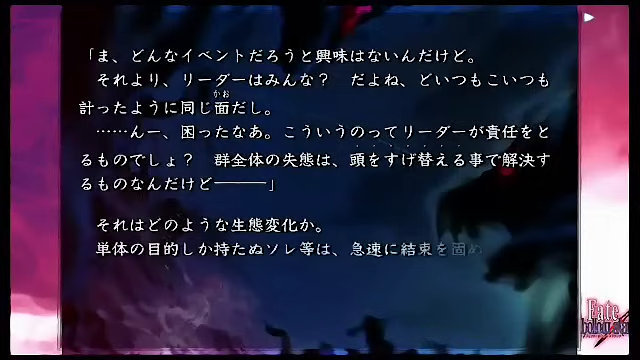 「ま、どんなイベントだろうと興味はないんだけど。
それより、リーダーはみんな？　だよね、どいつもこいつも
かお
計ったように同じ面だし。
……んー、困ったなあ。こういうのってリーダーが責任をと
るものでしょ？　群全体の失態は、頭をすげ替える事で解決す
るものなんだけど―――」
それはどのような生態変化か。
単体の目的しか持たぬソレ等は、急速に結束を固め
Fate